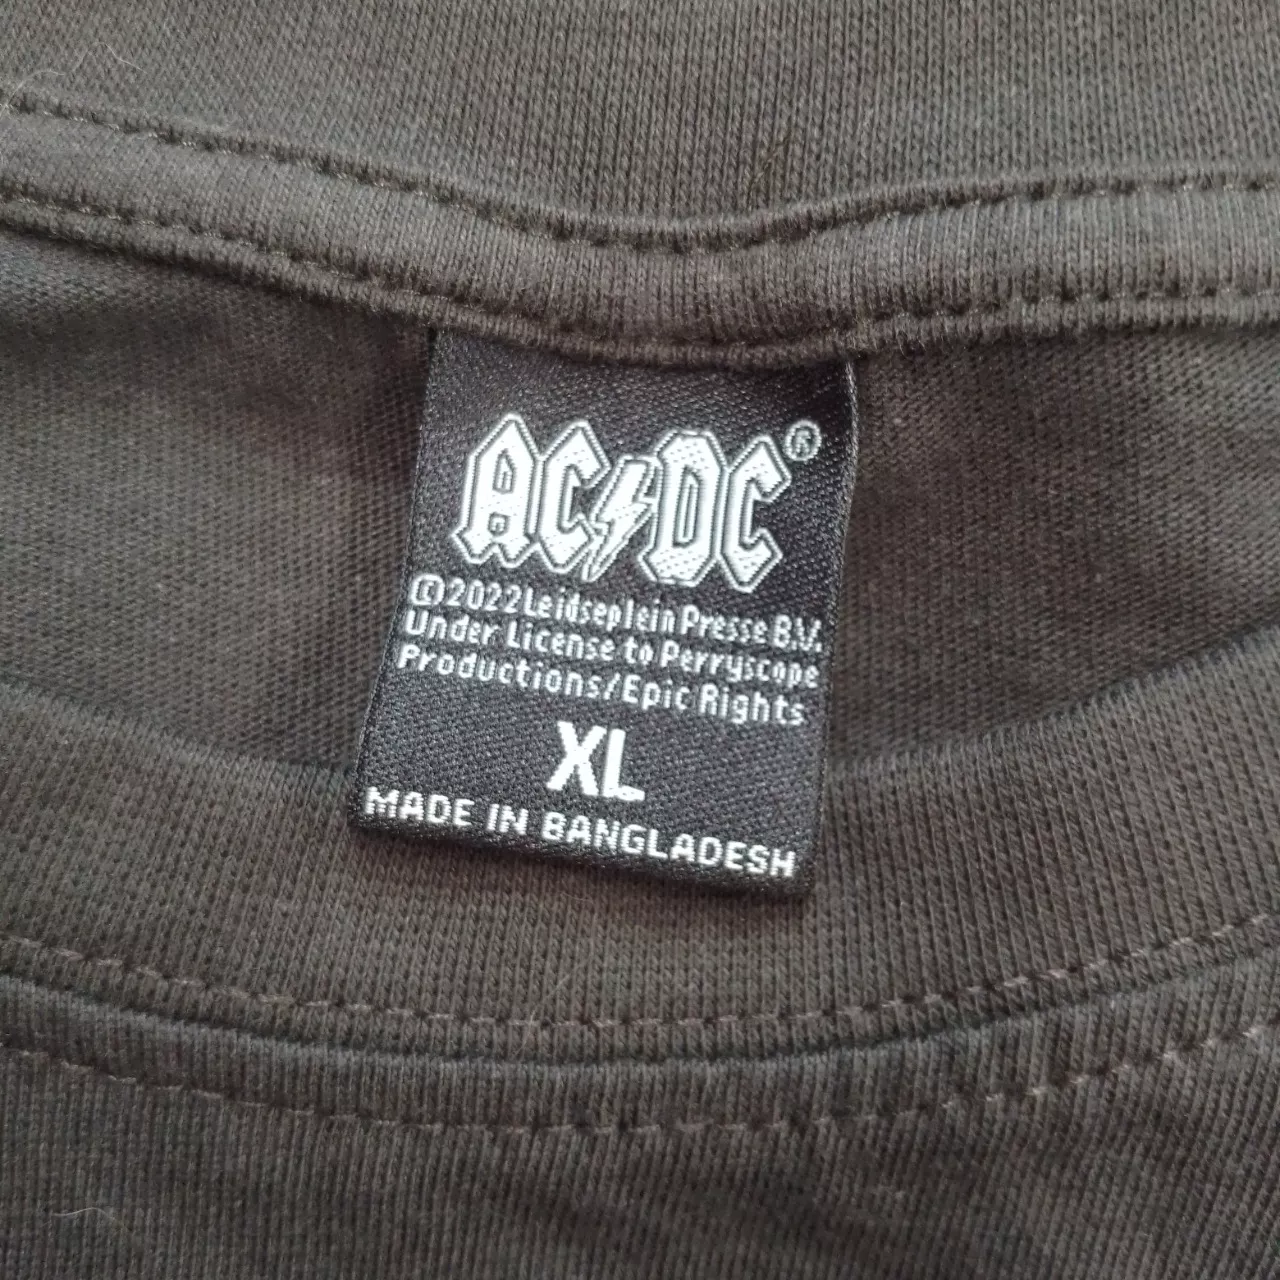 AC/DC®
©2022 Leidseplein Presse B.V.
Under License to Perryscope
Productions/Epic Rights
XL
MADE IN BANGLADESH